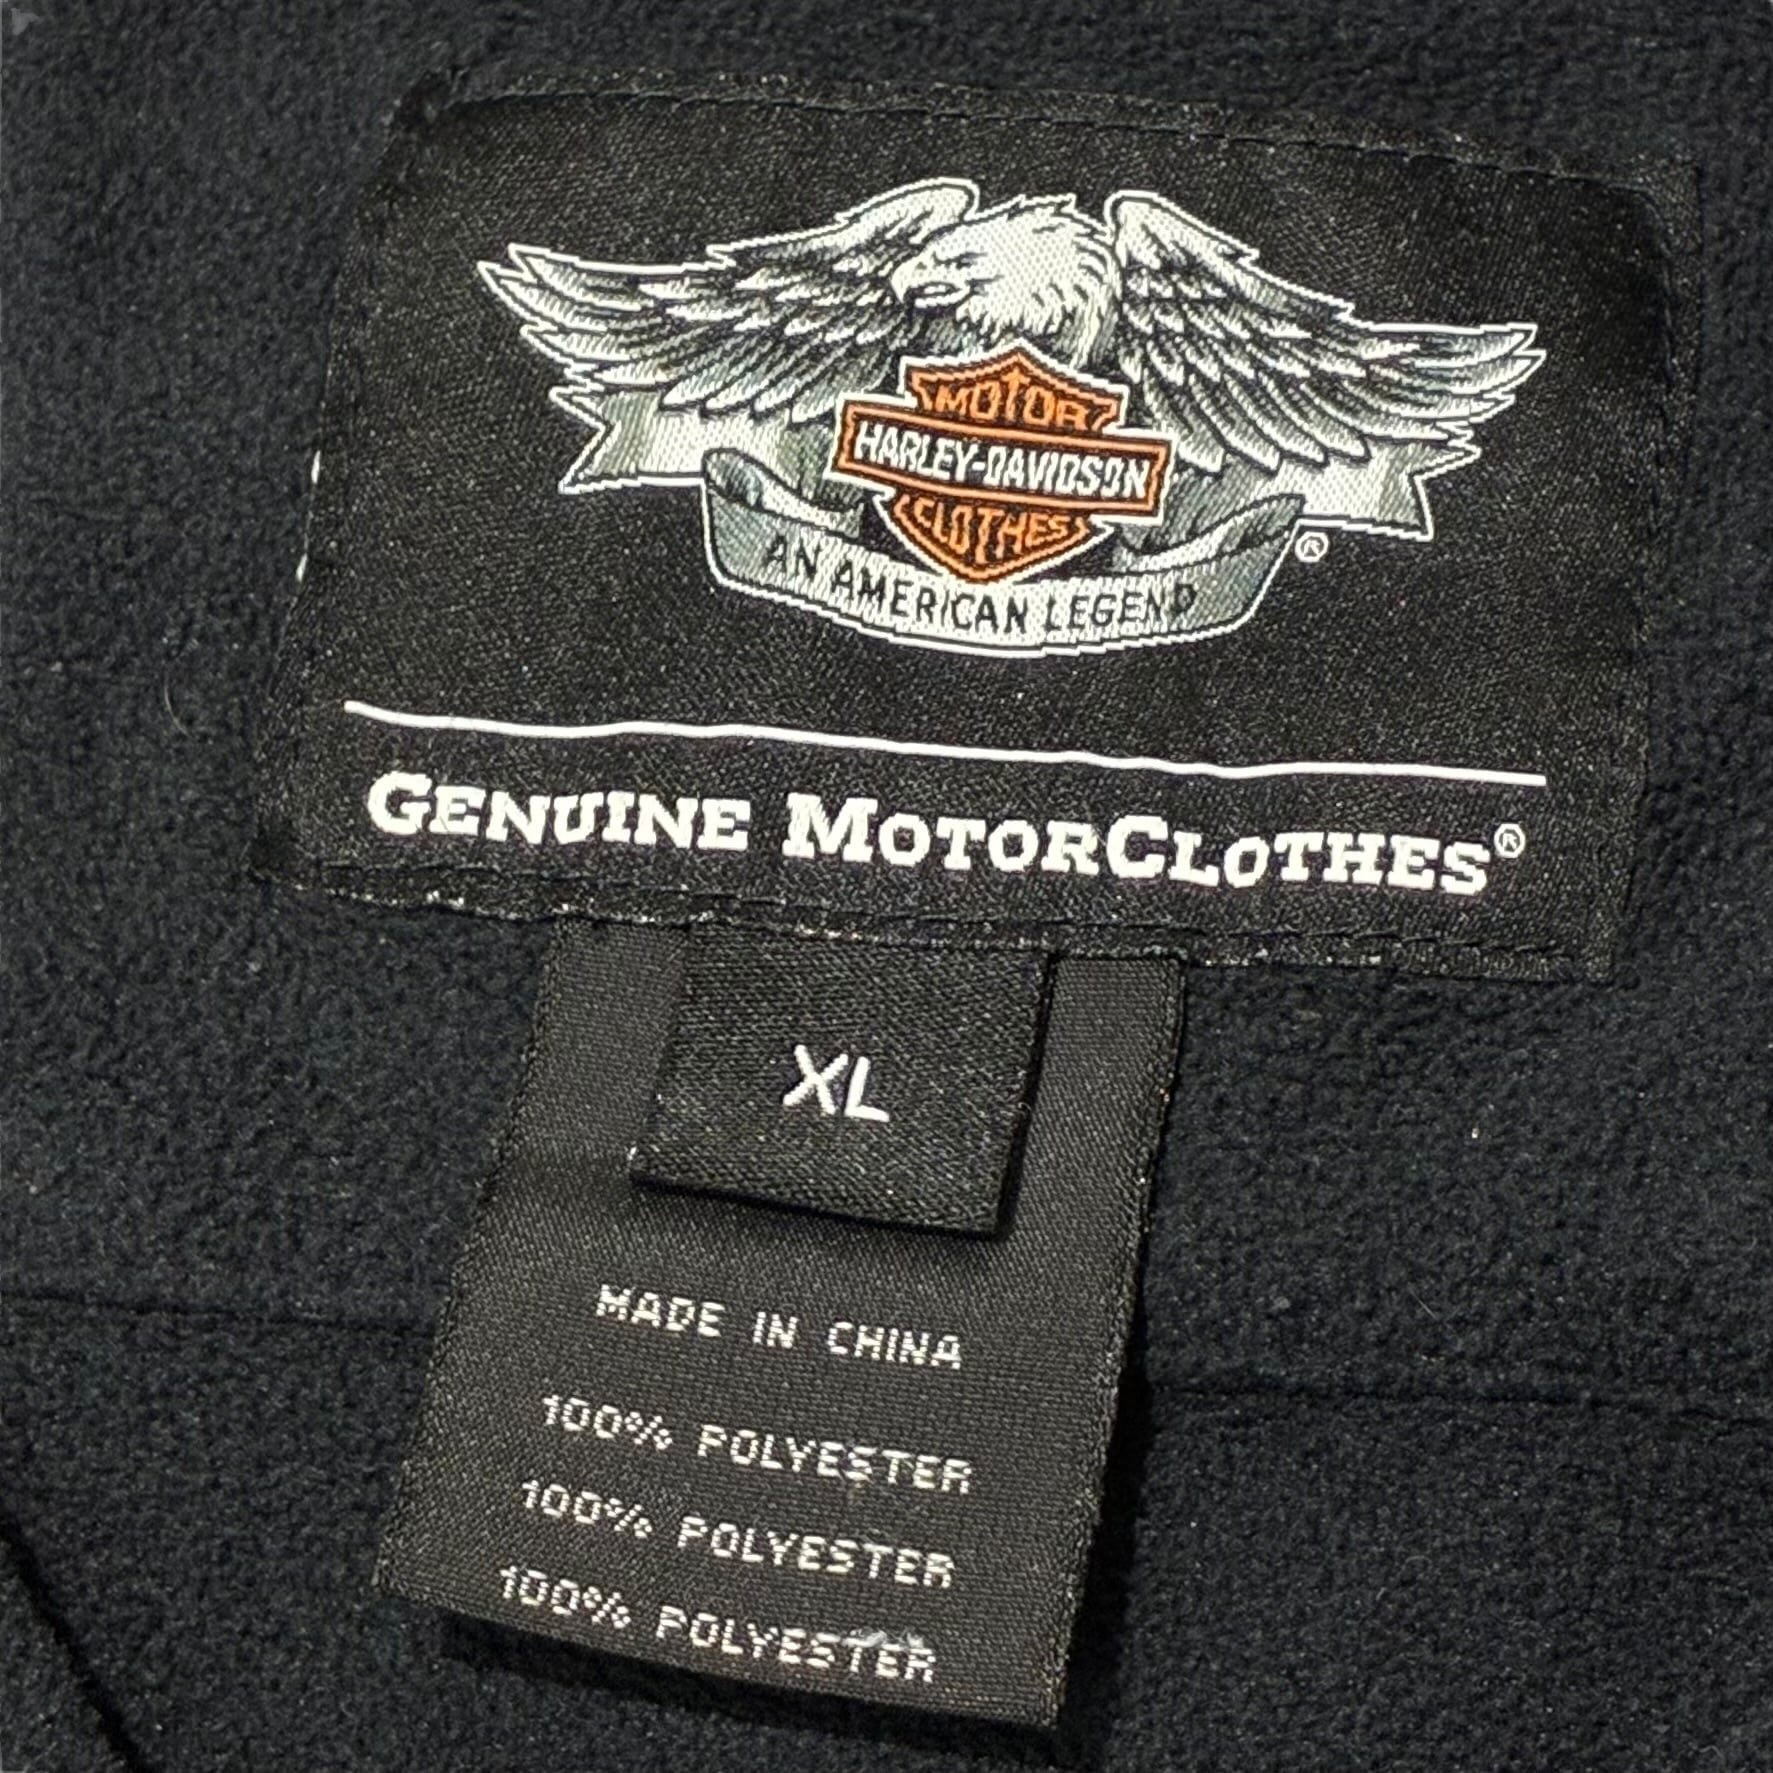 MOTOR
HARLEY-DAVIDSON
CLOTHES
AN AMERICAN LEGEND
®
GENUINE MOTORCLOTHES®
XL
MADE IN CHINA
100% POLYESTER
100% POLYESTER
100% POLYESTER